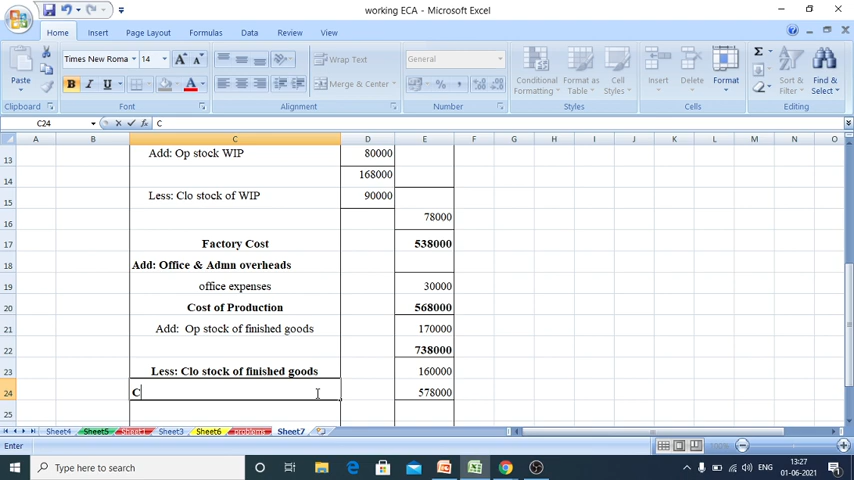 working ECA - Microsoft Excel
Home Insert Page Layout Formulas Data Review View
Times New Roma 14 A A Wrap Text General Σ
Paste B I U A Merge & Center % , Conditional Formatting Format as Table Cell Styles Insert Delete Format Sort & Filter Find & Select
Clipboard Font Alignment Number Styles Cells Editing
C24 fx C
A B C D E F G H I J K L M N O
13 Add: Op stock WIP 80000
14 168000
15 Less: Clo stock of WIP 90000
16 78000
17 Factory Cost 538000
18 Add: Office & Admn overheads
19 office expenses 30000
20 Cost of Production 568000
21 Add: Op stock of finished goods 170000
22 738000
23 Less: Clo stock of finished goods 160000
24 C 578000
25
Sheet4 Sheet5 Sheet1 Sheet3 Sheet6 problems Sheet7
Enter
Type here to search ENG 13:27
01-06-2021